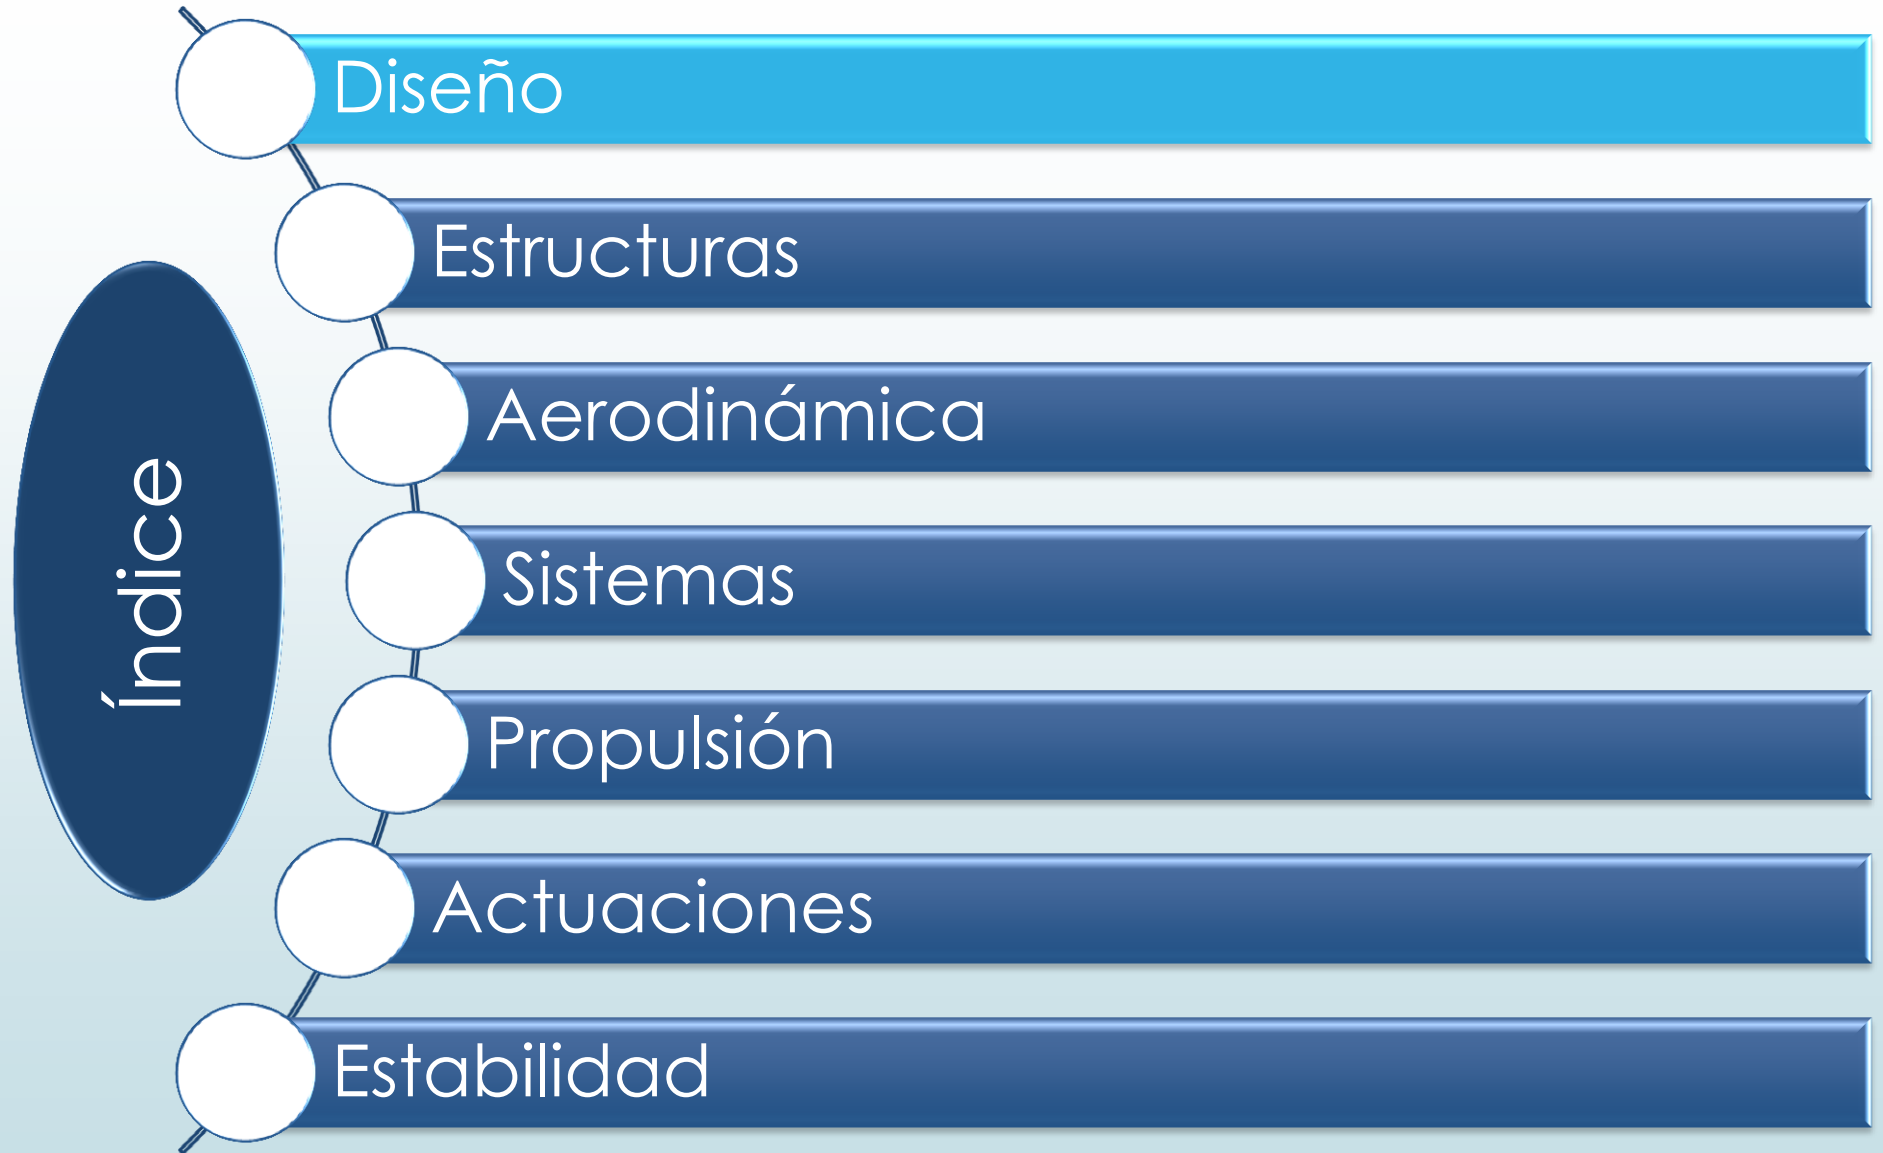 Índice
Diseño
Estructuras
Aerodinámica
Sistemas
Propulsión
Actuaciones
Estabilidad